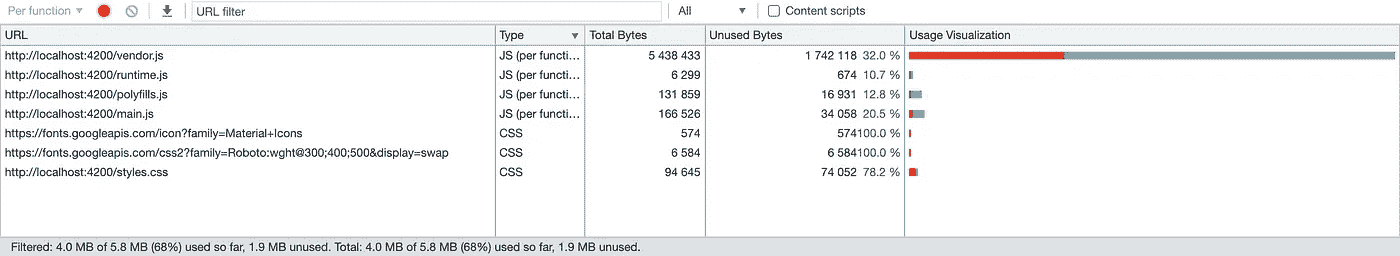 Per function All Content scripts
URL filter
URL Type Total Bytes Unused Bytes Usage Visualization
http://localhost:4200/vendor.js JS (per functi... 5 438 433 1 742 118 32.0 %
http://localhost:4200/runtime.js JS (per functi... 6 299 674 10.7 %
http://localhost:4200/polyfills.js JS (per functi... 131 859 16 931 12.8 %
http://localhost:4200/main.js JS (per functi... 166 526 34 058 20.5 %
https://fonts.googleapis.com/icon?family=Material+Icons CSS 574 574 100.0 %
https://fonts.googleapis.com/css2?family=Roboto:wght@300;400;500&display=swap CSS 6 584 6 584 100.0 %
http://localhost:4200/styles.css CSS 94 645 74 052 78.2 %
Filtered: 4.0 MB of 5.8 MB (68%) used so far, 1.9 MB unused. Total: 4.0 MB of 5.8 MB (68%) used so far, 1.9 MB unused.